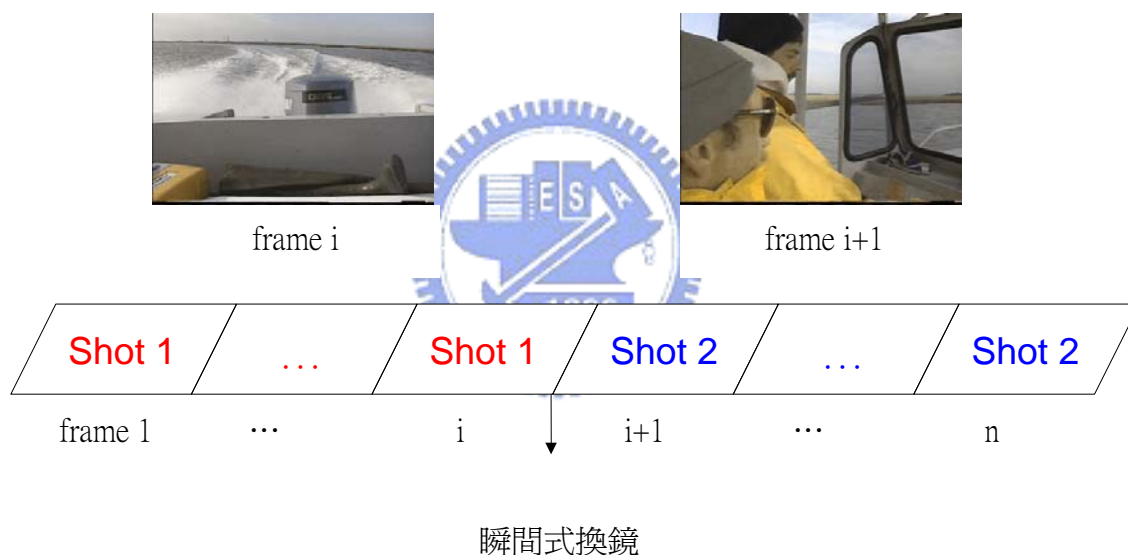 frame i
frame i+1
E S A
1896
Shot 1 ... Shot 1 Shot 2 ... Shot 2
frame 1 ... i i+1 ... n
瞬間式換鏡